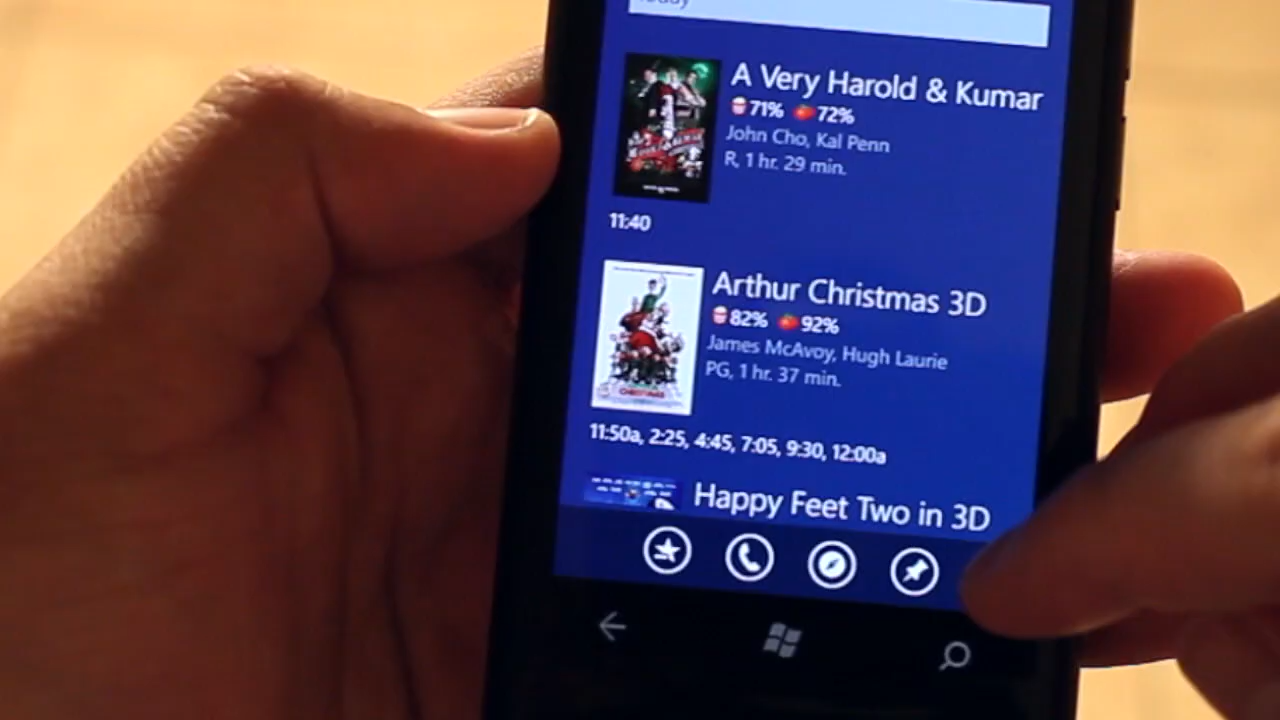 Today
A Very Harold & Kumar
71% 72%
John Cho, Kal Penn
R, 1 hr. 29 min.
11:40
Arthur Christmas 3D
82% 92%
James McAvoy, Hugh Laurie
PG, 1 hr. 37 min.
CHRISTMAS
11:50a, 2:25, 4:45, 7:05, 9:30, 12:00a
Happy Feet Two in 3D